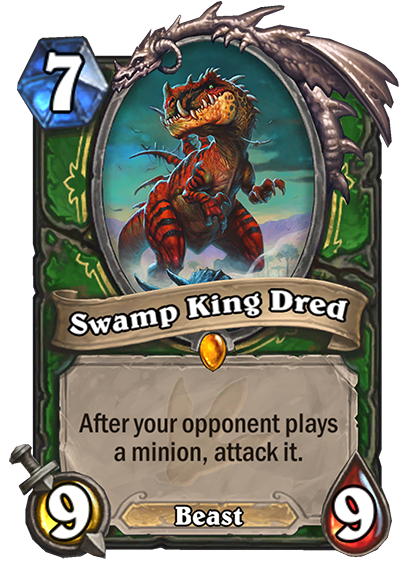 7
Swamp King Dred
After your opponent plays
a minion, attack it.
9
Beast
9